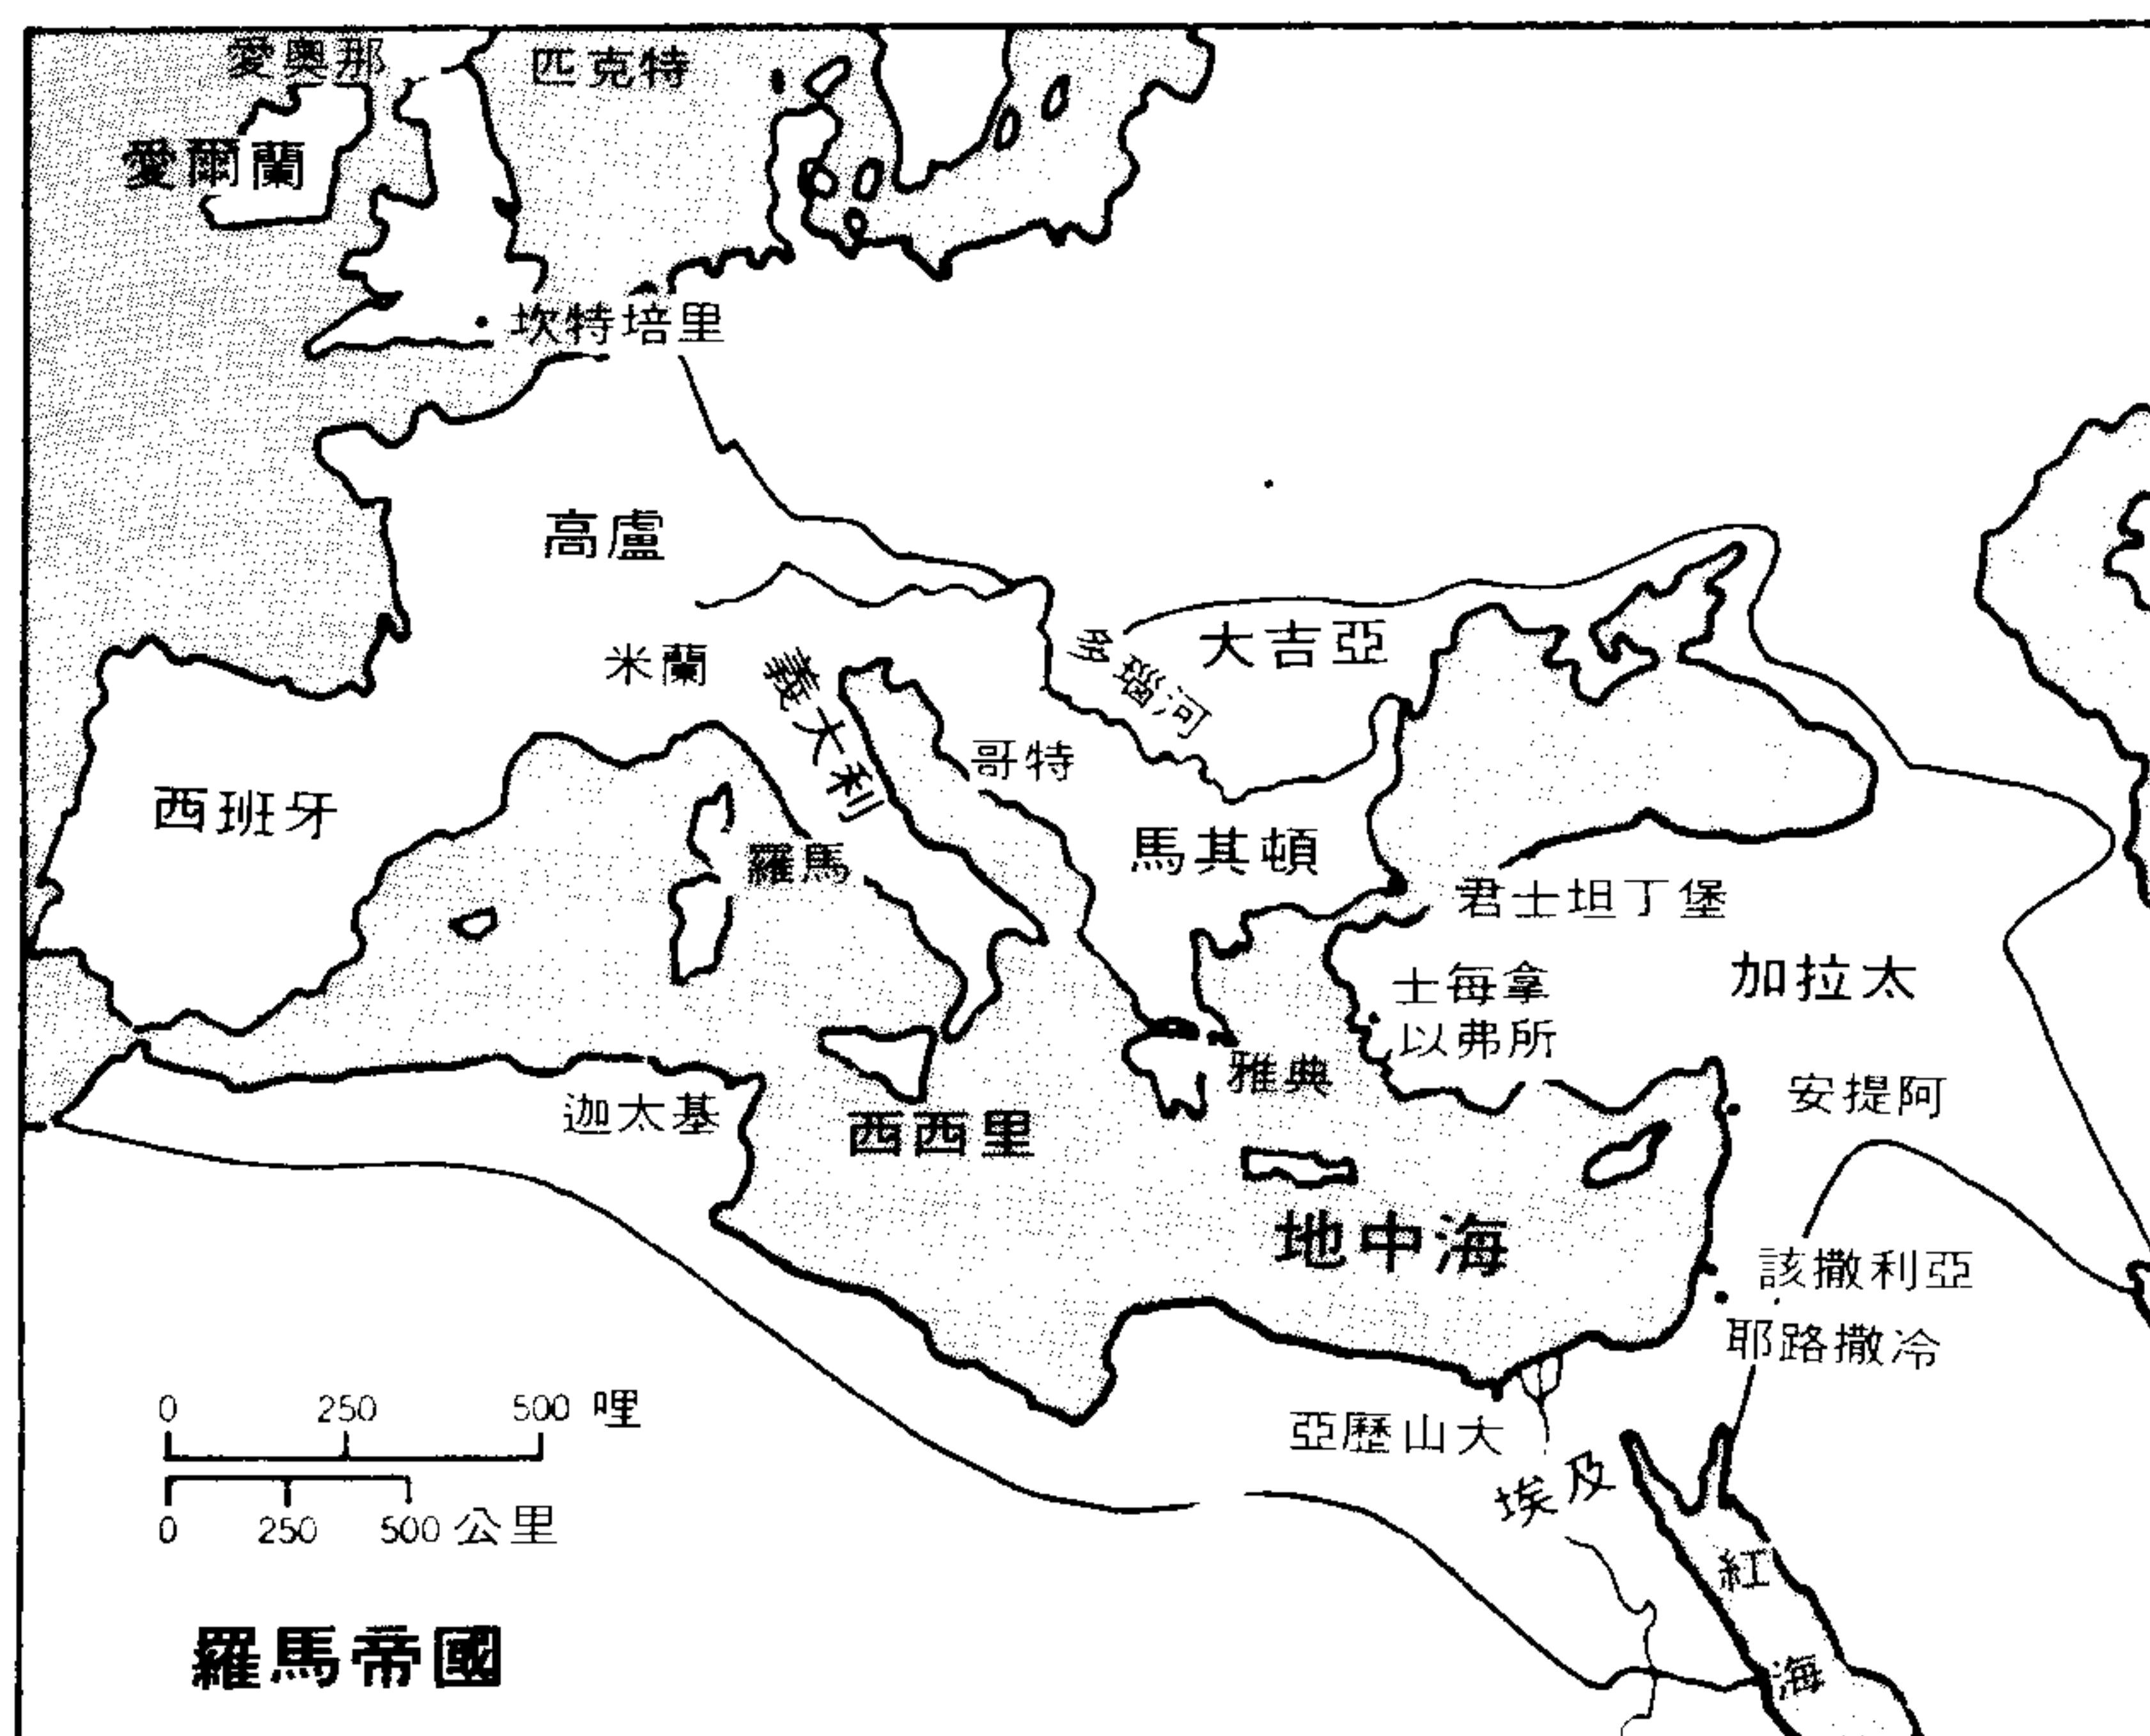 愛奧那
匹克特
愛爾蘭
坎特培里
高盧
米蘭
義大利
多瑙河
大吉亞
哥特
西班牙
羅馬
馬其頓
君士坦丁堡
加拉太
士每拿
以弗所
雅典
安提阿
迦太基
西西里
地中海
該撒利亞
耶路撒冷
亞歷山大
埃及
紅海
0 250 500 哩
0 250 500 公里
羅馬帝國